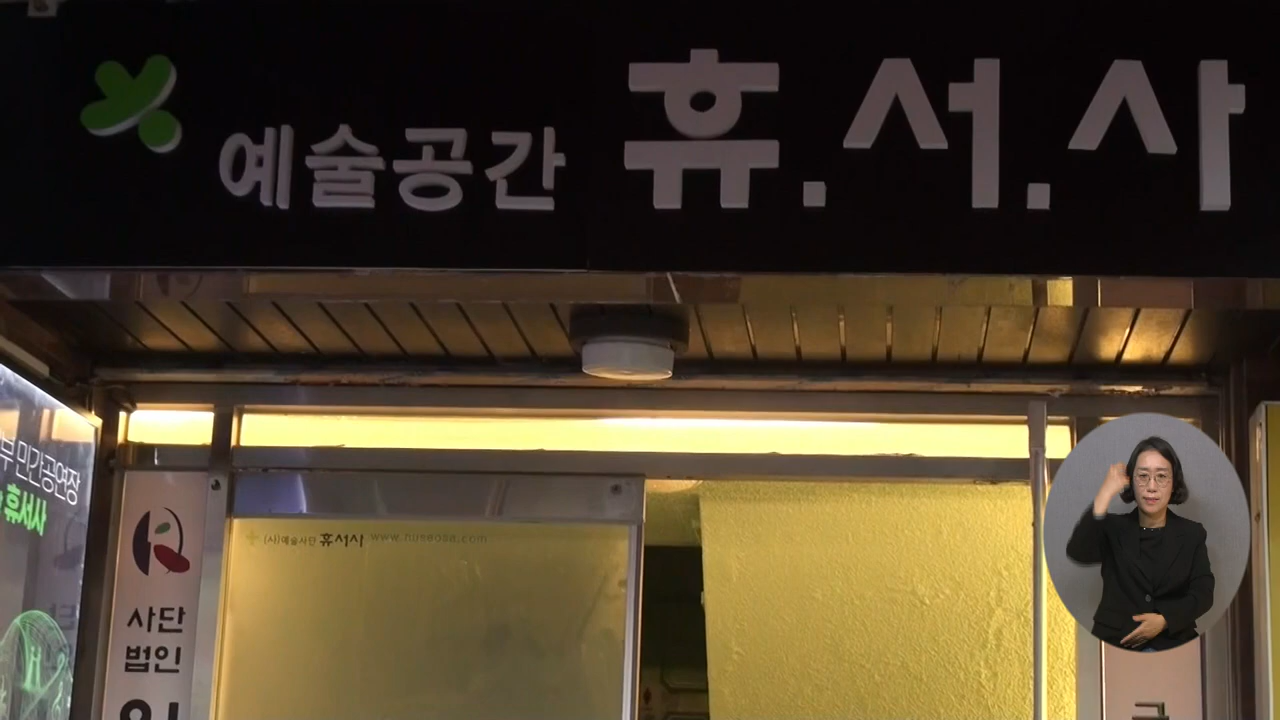 예술공간 휴.서.사
부 민간공연장
휴서사
(사)예술사단 휴서사 www.huseosa.com
사단
법인